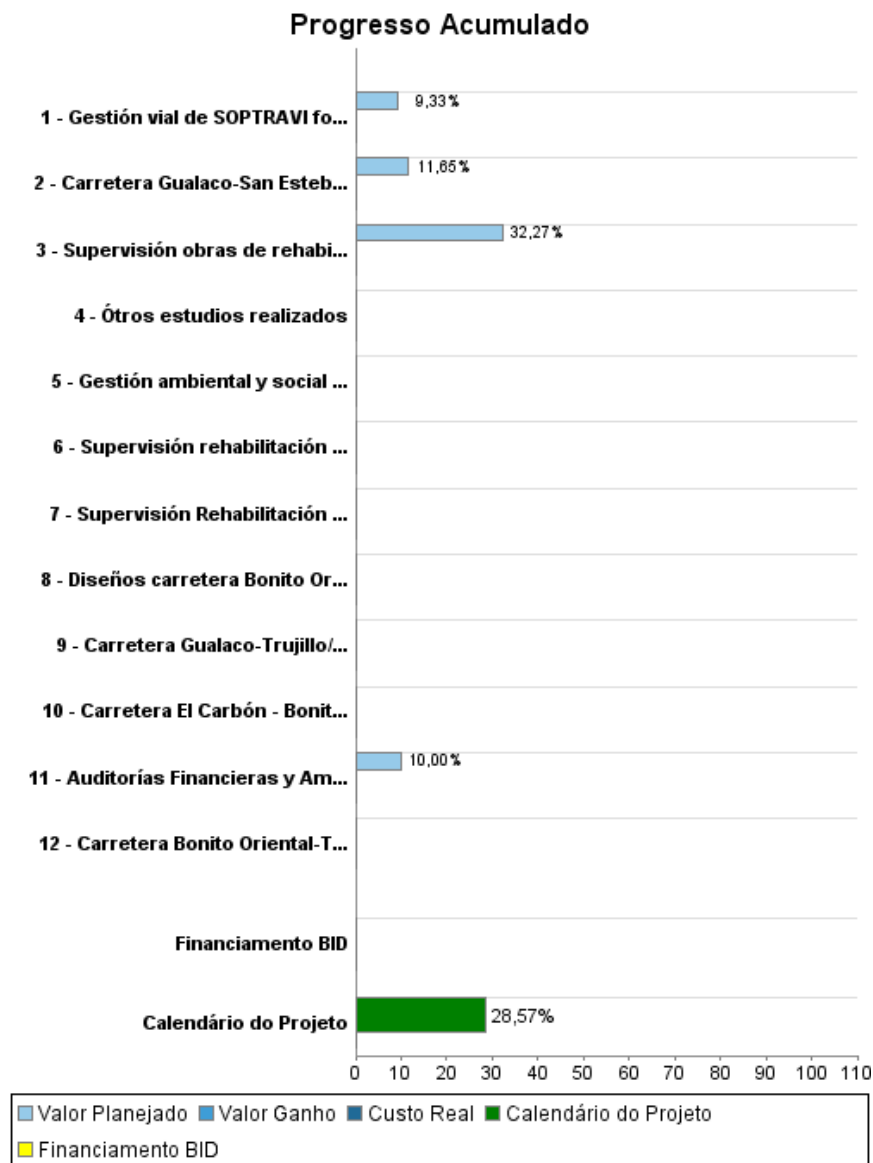 Progresso Acumulado
1 - Gestión vial de SOPTRAVI fo...
9,33%
2 - Carretera Gualaco-San Esteb...
11,65%
3 - Supervisión obras de rehabi...
32,27%
4 - Ótros estudios realizados
5 - Gestión ambiental y social ...
6 - Supervisión rehabilitación ...
7 - Supervisión Rehabilitación ...
8 - Diseños carretera Bonito Or...
9 - Carretera Gualaco-Trujillo/...
10 - Carretera El Carbón - Bonit...
11 - Auditorías Financieras y Am...
10,00%
12 - Carretera Bonito Oriental-T...
Financiamento BID
Calendário do Projeto
28,57%
0 10 20 30 40 50 60 70 80 90 100 110
Valor Planejado Valor Ganho Custo Real Calendário do Projeto
Financiamento BID